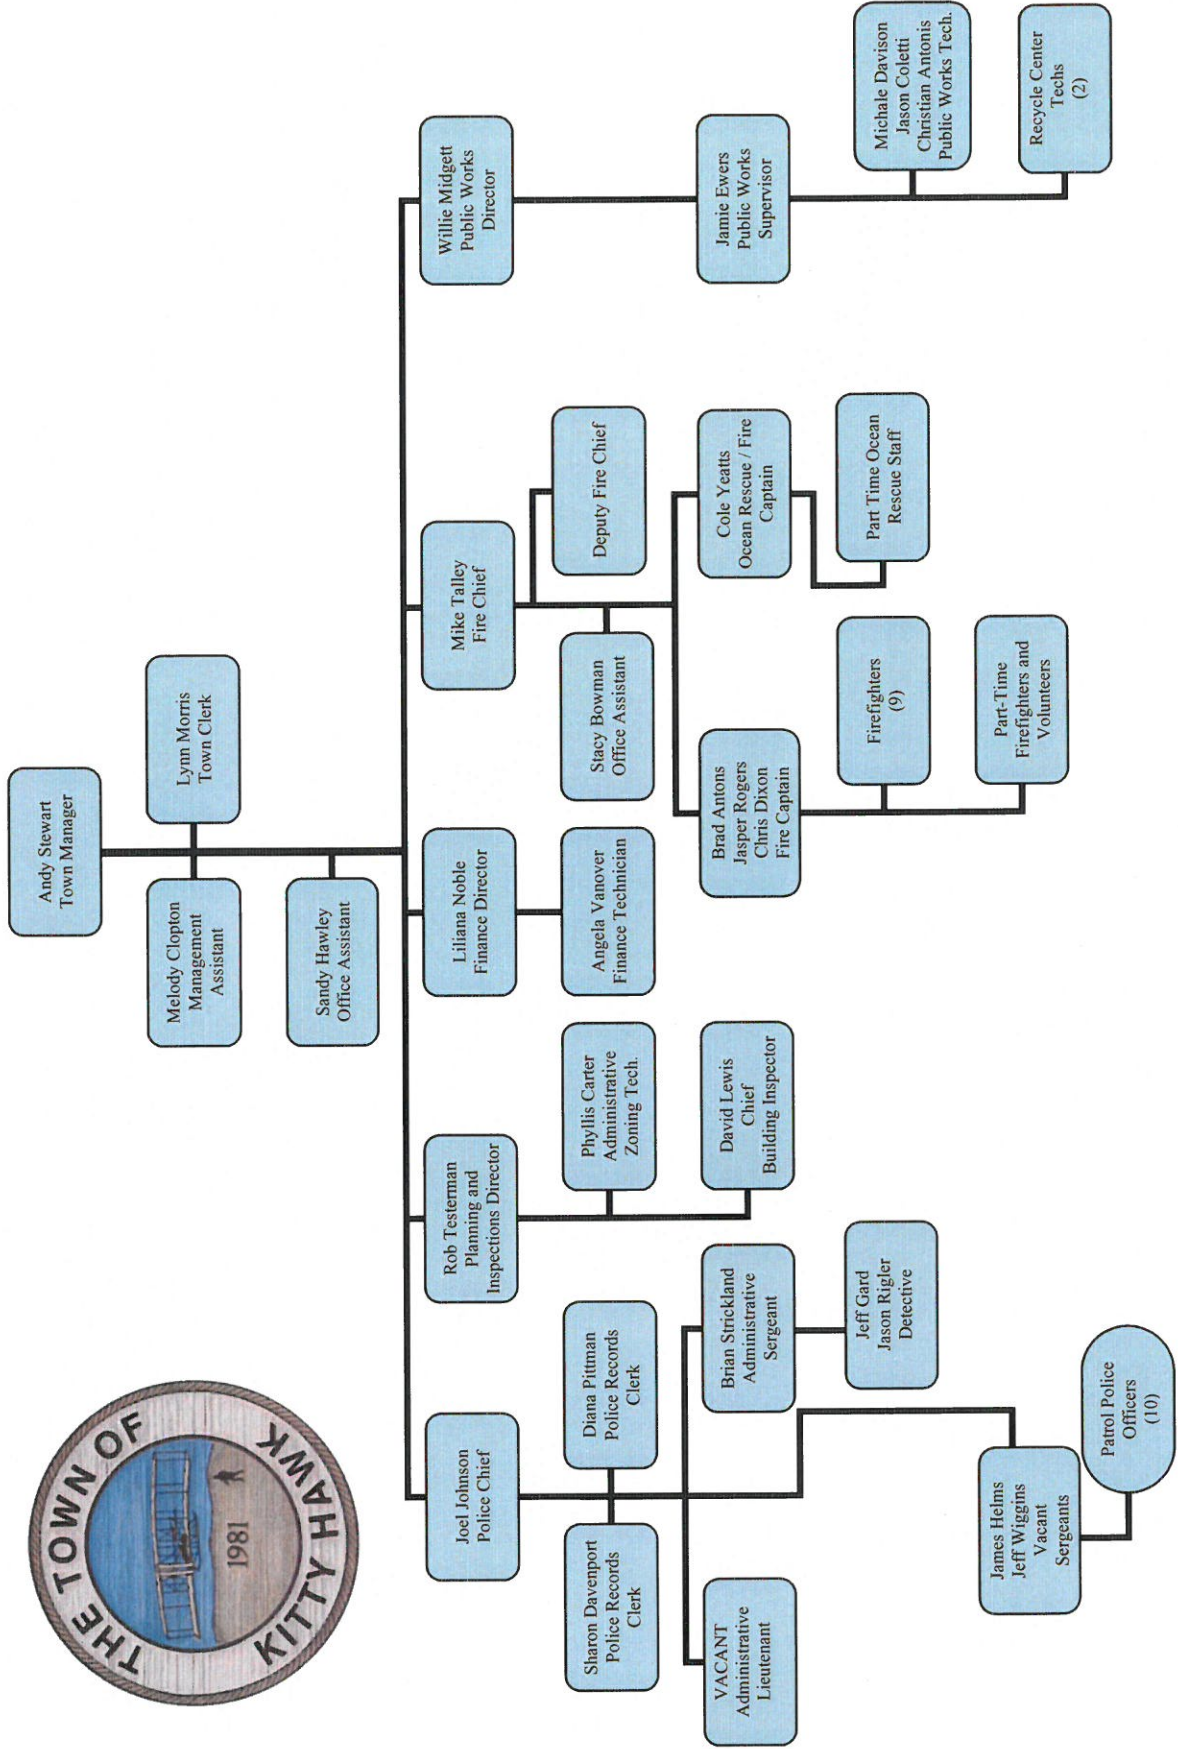 THE TOWN OF
KITTY HAWK
1981
Andy Stewart
Town Manager
Melody Clopton
Management
Assistant
Lynn Morris
Town Clerk
Sandy Hawley
Office Assistant
Joel Johnson
Police Chief
Rob Testerman
Planning and
Inspections Director
Liliana Noble
Finance Director
Mike Talley
Fire Chief
Willie Midgett
Public Works
Director
Sharon Davenport
Police Records
Clerk
Diana Pittman
Police Records
Clerk
Phyllis Carter
Administrative
Zoning Tech.
Angela Vanover
Finance Technician
Stacy Bowman
Office Assistant
Deputy Fire Chief
VACANT
Administrative
Lieutenant
Brian Strickland
Administrative
Sergeant
David Lewis
Chief
Building Inspector
Brad Antons
Jasper Rogers
Chris Dixon
Fire Captain
Cole Yeatts
Ocean Rescue / Fire
Captain
Jamie Ewers
Public Works
Supervisor
Jeff Gard
Jason Rigler
Detective
Firefighters
(9)
Part Time Ocean
Rescue Staff
Michale Davison
Jason Coletti
Christian Antonis
Public Works Tech.
James Helms
Jeff Wiggins
Vacant
Sergeants
Part-Time
Firefighters and
Volunteers
Recycle Center
Techs
(2)
Patrol Police
Officers
(10)